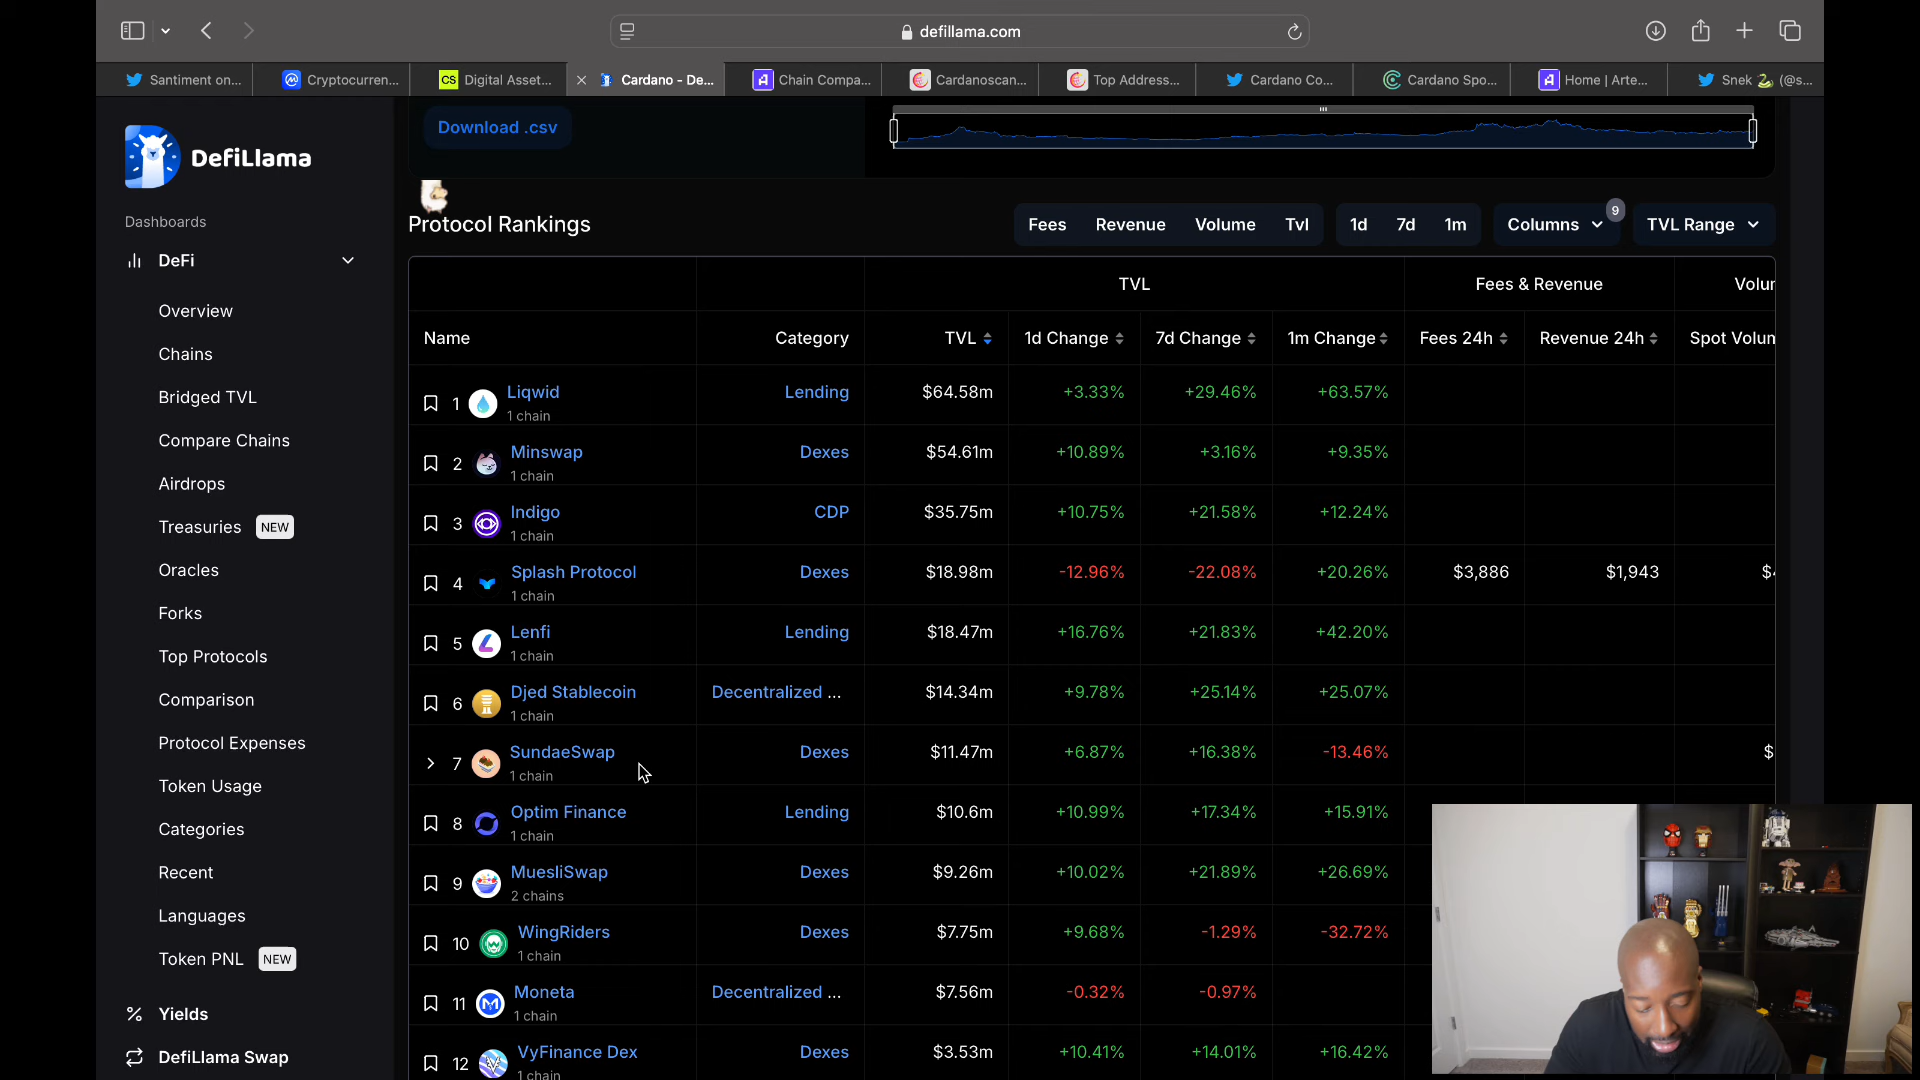 defillama.com
Santiment on...
Cryptocurren...
Digital Asset...
Cardano - De...
Chain Compa...
Cardanoscan...
Top Address...
Cardano Co...
Cardano Spo...
Home | Arte...
Snek 🐍 (@s...
DefiLlama
Dashboards
DeFi
Overview
Chains
Bridged TVL
Compare Chains
Airdrops
Treasuries NEW
Oracles
Forks
Top Protocols
Comparison
Protocol Expenses
Token Usage
Categories
Recent
Languages
Token PNL NEW
Yields
DefiLlama Swap
Download .csv
Protocol Rankings
Fees Revenue Volume Tvl 1d 7d 1m Columns 9 TVL Range
TVL Fees & Revenue Volur
Name Category TVL 1d Change 7d Change 1m Change Fees 24h Revenue 24h Spot Volun
1 Liqwid Lending $64.58m +3.33% +29.46% +63.57%
1 chain
2 Minswap Dexes $54.61m +10.89% +3.16% +9.35%
1 chain
3 Indigo CDP $35.75m +10.75% +21.58% +12.24%
1 chain
4 Splash Protocol Dexes $18.98m -12.96% -22.08% +20.26% $3,886 $1,943
1 chain
5 Lenfi Lending $18.47m +16.76% +21.83% +42.20%
1 chain
6 Djed Stablecoin Decentralized ... $14.34m +9.78% +25.14% +25.07%
1 chain
7 SundaeSwap Dexes $11.47m +6.87% +16.38% -13.46% $
1 chain
8 Optim Finance Lending $10.6m +10.99% +17.34% +15.91%
1 chain
9 MuesliSwap Dexes $9.26m +10.02% +21.89% +26.69%
2 chains
10 WingRiders Dexes $7.75m +9.68% -1.29% -32.72%
1 chain
11 Moneta Decentralized ... $7.56m -0.32% -0.97%
1 chain
12 VyFinance Dex Dexes $3.53m +10.41% +14.01% +16.42%
1 chain